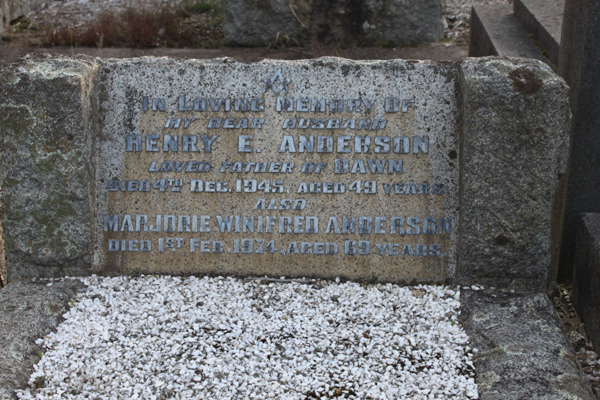 IN LOVING MEMORY OF
MY DEAR HUSBAND
HENRY E. ANDERSON
LOVED FATHER OF DAWN
DIED 4TH DEC. 1945, AGED 49 YEARS
ALSO
MARJORIE WINIFRED ANDERSON
DIED 1ST FEB. 1974, AGED 69 YEARS.